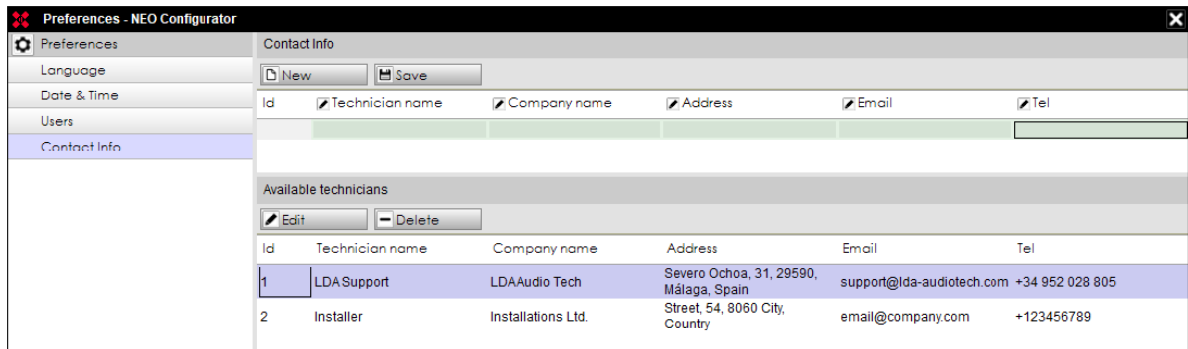 Preferences - NEO Configurator
Preferences
Language
Date & Time
Users
Contact Info
Contact Info
New Save
Id Technician name Company name Address Email Tel
Available technicians
Edit Delete
Id Technician name Company name Address Email Tel
1 LDA Support LDAAudio Tech Severo Ochoa, 31, 29590, support@lda-audiotech.com +34 952 028 805
Málaga, Spain
2 Installer Installations Ltd. Street, 54, 8060 City, email@company.com +123456789
Country